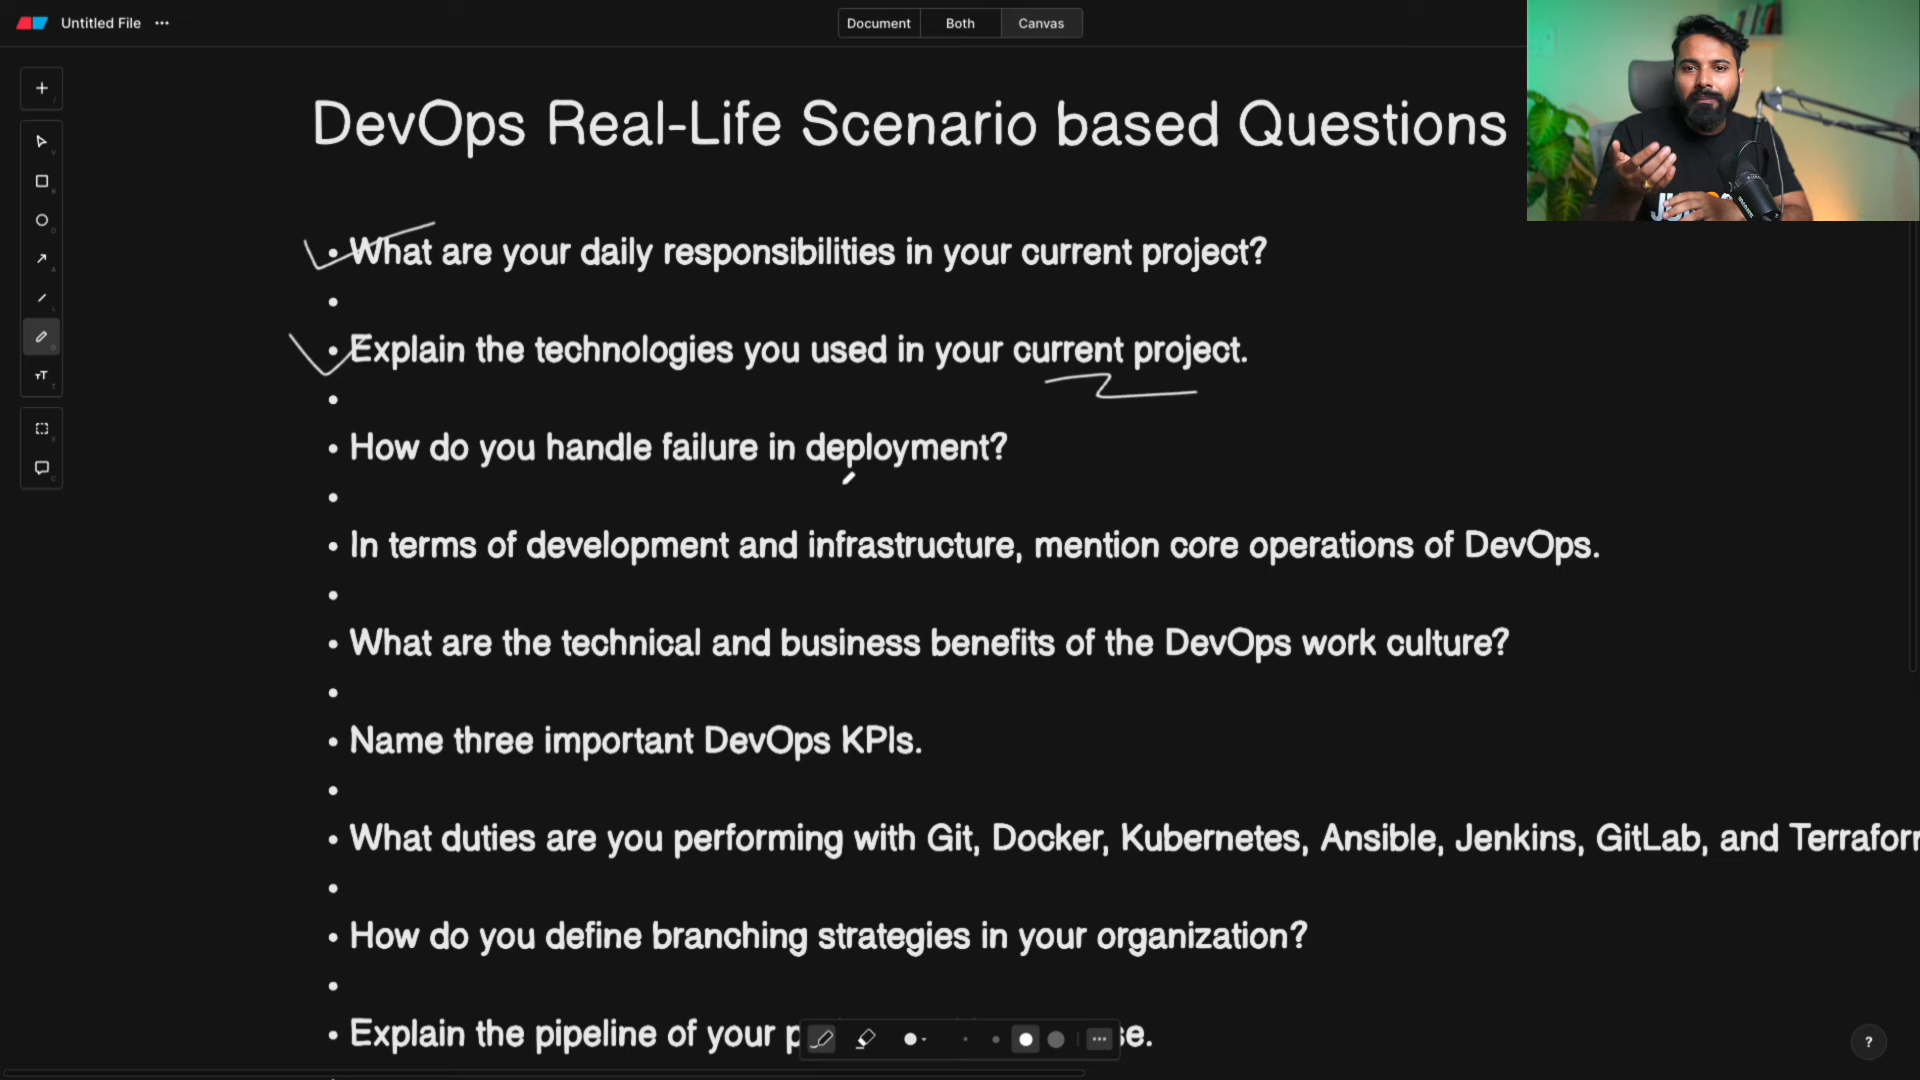 Untitled File
Document Both Canvas
DevOps Real-Life Scenario based Questions
• What are your daily responsibilities in your current project?
•
• Explain the technologies you used in your current project.
•
• How do you handle failure in deployment?
•
• In terms of development and infrastructure, mention core operations of DevOps.
•
• What are the technical and business benefits of the DevOps work culture?
•
• Name three important DevOps KPIs.
•
• What duties are you performing with Git, Docker, Kubernetes, Ansible, Jenkins, GitLab, and
•
• How do you define branching strategies in your organization?
•
• Explain the pipeline of your
?